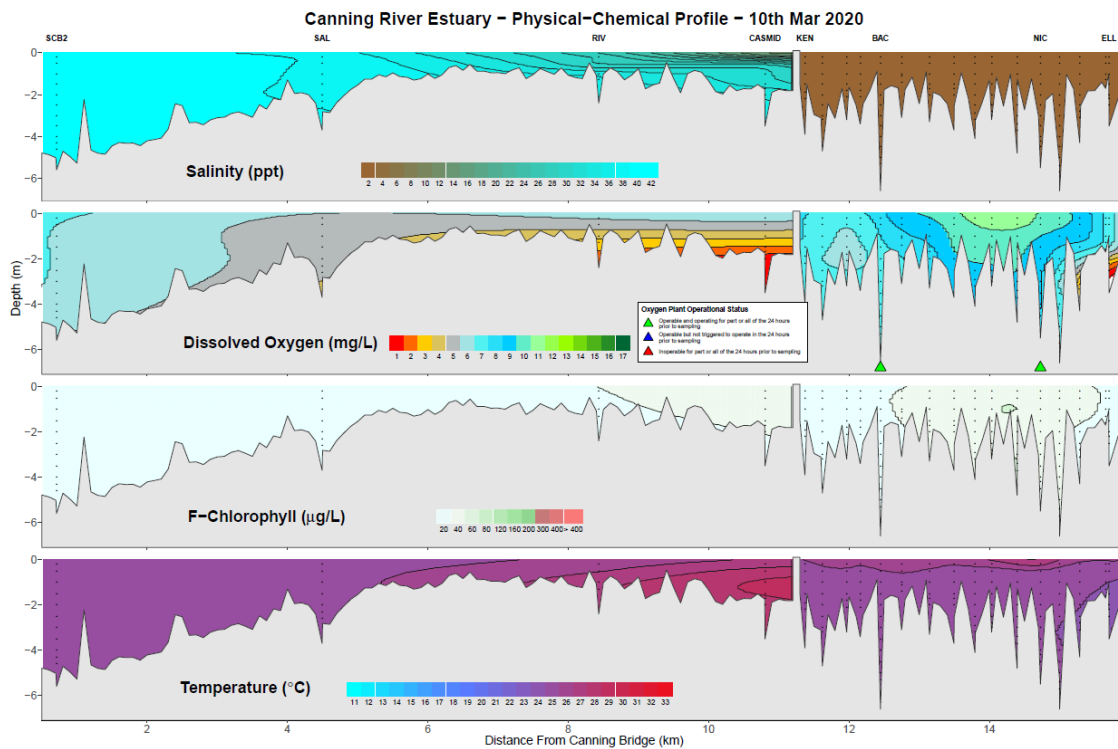 Canning River Estuary − Physical−Chemical Profile − 10th Mar 2020
SCB2 SAL RIV CASMID KEN BAC NIC ELL
0
−2
−4
−6
Salinity (ppt)
2 4 6 8 10 12 14 16 18 20 22 24 26 28 30 32 34 36 38 40 42
0
−2
−4
−6
Depth (m)
Dissolved Oxygen (mg/L)
1 2 3 4 5 6 7 8 9 10 11 12 13 14 15 16 17
Oxygen Plant Operational Status
Operable and operating for part or all of the 24 hours
prior to sampling
Operable but not triggered to operate in the 24 hours
prior to sampling
Inoperable for part or all of the 24 hours prior to sampling
0
−2
−4
−6
F−Chlorophyll (µg/L)
20 40 60 80 120 160 200 300 400 > 400
0
−2
−4
−6
Temperature (°C)
11 12 13 14 15 16 17 18 19 20 21 22 23 24 25 26 27 28 29 30 31 32 33
2 4 6 8 10 12 14
Distance From Canning Bridge (km)